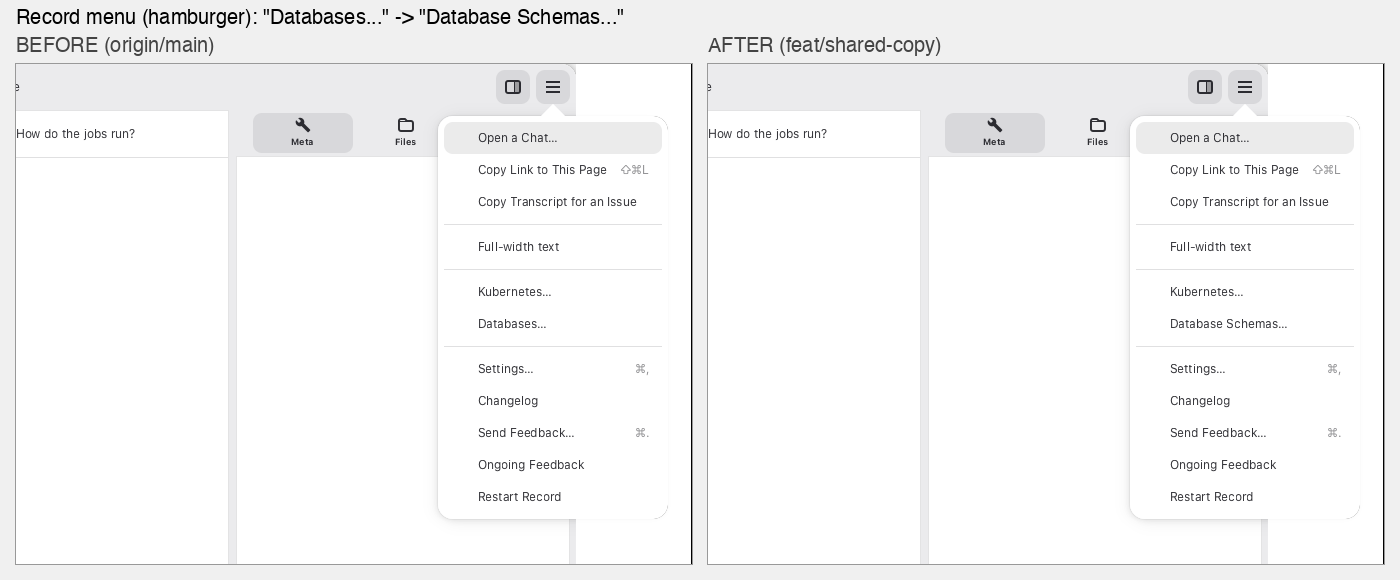 Record menu (hamburger): "Databases..." -> "Database Schemas..."
BEFORE (origin/main)
e
How do the jobs run?
Meta
Files
Open a Chat...
Copy Link to This Page ⇧⌘L
Copy Transcript for an Issue
Full-width text
Kubernetes...
Databases...
Settings... ⌘,
Changelog
Send Feedback... ⌘.
Ongoing Feedback
Restart Record
AFTER (feat/shared-copy)
e
How do the jobs run?
Meta
Files
Open a Chat...
Copy Link to This Page ⇧⌘L
Copy Transcript for an Issue
Full-width text
Kubernetes...
Database Schemas...
Settings... ⌘,
Changelog
Send Feedback... ⌘.
Ongoing Feedback
Restart Record